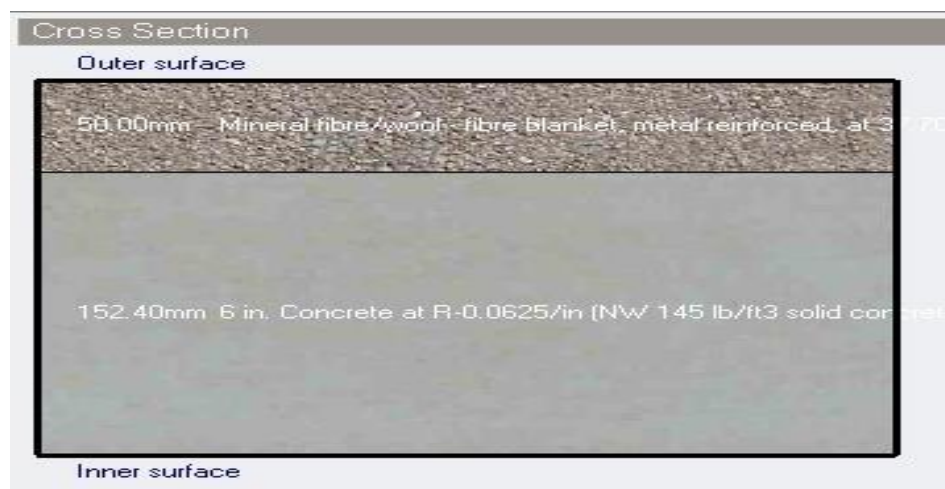 Cross Section
Outer surface
50.00mm Mineral fibre/wool - fibre blanket, metal reinforced, at
152.40mm 6 in. Concrete at R-0.0625/in (NW 145 lb/ft3 solid concret
Inner surface